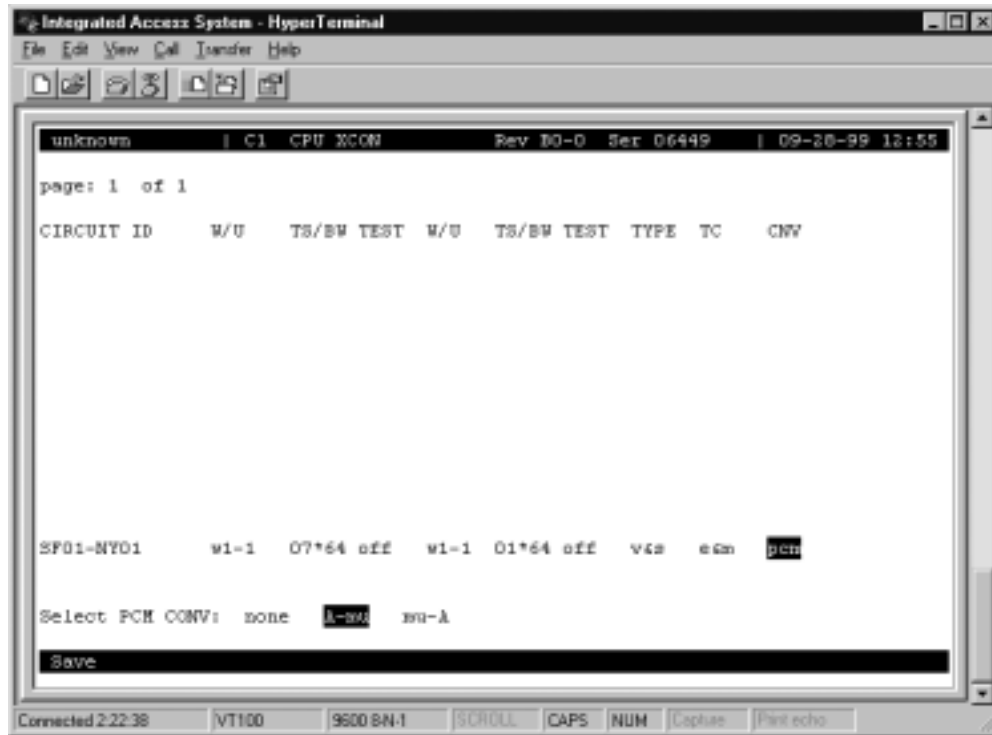 Integrated Access System - HyperTerminal
File Edit View Call Transfer Help
unknown | C1 CPU XCON Rev B0-0 Ser 06449 | 09-28-99 12:55
page: 1 of 1
CIRCUIT ID W/U TS/BW TEST W/U TS/BW TEST TYPE TC CNV
SF01-NY01 w1-1 07*64 off w1-1 01*64 off v&s e&m pcm
Select PCM CONV: none A-mu mu-A
Save
Connected 2:22:38 VT100 9600 8-N-1 SCROLL CAPS NUM Capture Print echo